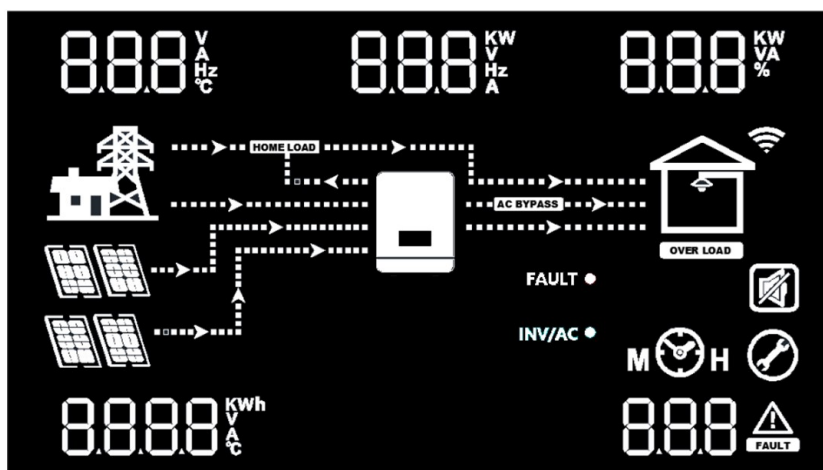 8.8.8 V
A
Hz
℃
8.8.8 KW
V
Hz
A
8.8.8 KW
VA
%
HOME LOAD
AC BYPASS
OVER LOAD
FAULT
INV/AC
M H
8.8.8.8 KWh
V
A
℃
8.8.8
FAULT